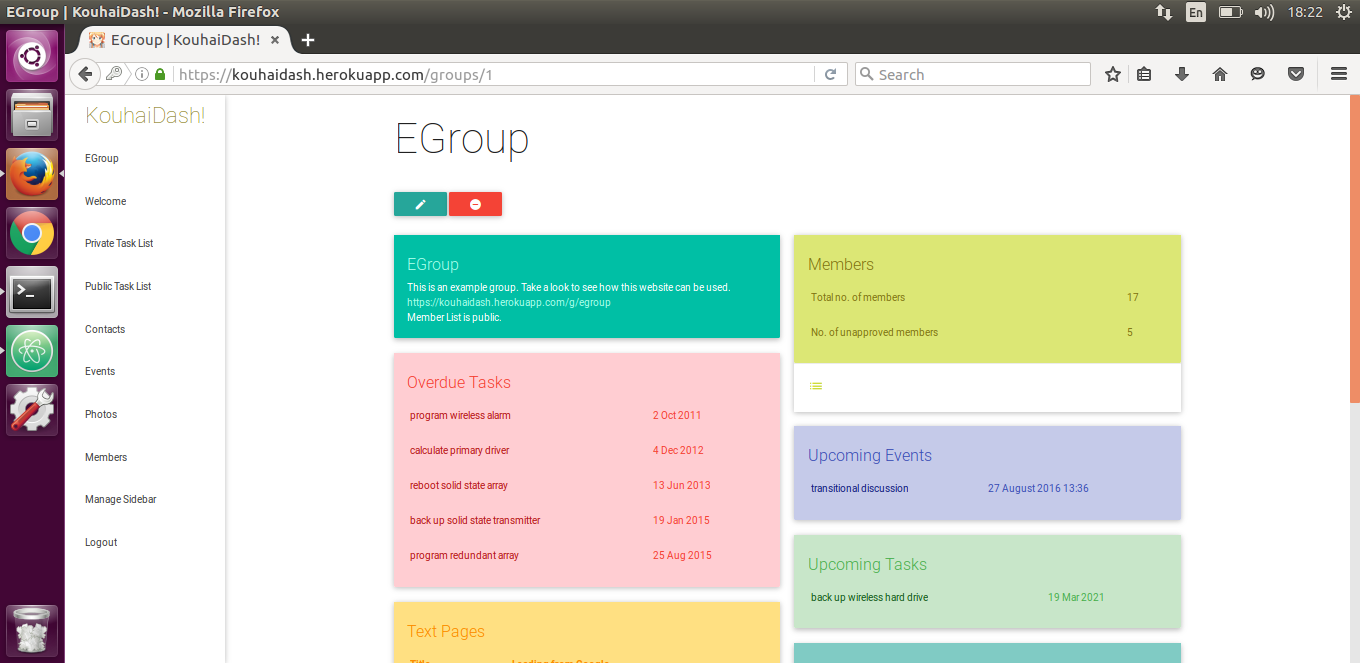 EGroup | KouhaiDash! - Mozilla Firefox
En
18:22
EGroup | KouhaiDash!
https://kouhaidash.herokuapp.com/groups/1
Search
KouhaiDash!
EGroup
Welcome
Private Task List
Public Task List
Contacts
Events
Photos
Members
Manage Sidebar
Logout
EGroup
EGroup
This is an example group. Take a look to see how this website can be used.
https://kouhaidash.herokuapp.com/g/egroup
Member List is public.
Overdue Tasks
program wireless alarm 2 Oct 2011
calculate primary driver 4 Dec 2012
reboot solid state array 13 Jun 2013
back up solid state transmitter 19 Jan 2015
program redundant array 25 Aug 2015
Text Pages
Title Loading from Google
Members
Total no. of members 17
No. of unapproved members 5
Upcoming Events
transitional discussion 27 August 2016 13:36
Upcoming Tasks
back up wireless hard drive 19 Mar 2021